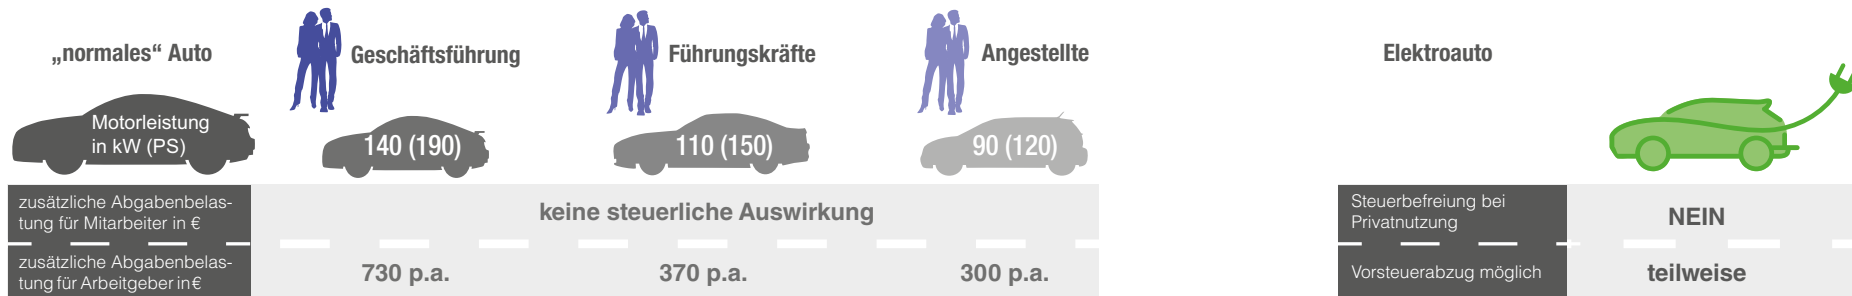 „normales“ Auto
Geschäftsführung
Führungskräfte
Angestellte
Elektroauto
Motorleistung
in kW (PS)
140 (190)
110 (150)
90 (120)
zusätzliche Abgabenbelas-
tung für Mitarbeiter in €
keine steuerliche Auswirkung
zusätzliche Abgabenbelas-
tung für Arbeitgeber in €
730 p.a.
370 p.a.
300 p.a.
Steuerbefreiung bei
Privatnutzung
NEIN
Vorsteuerabzug möglich
teilweise